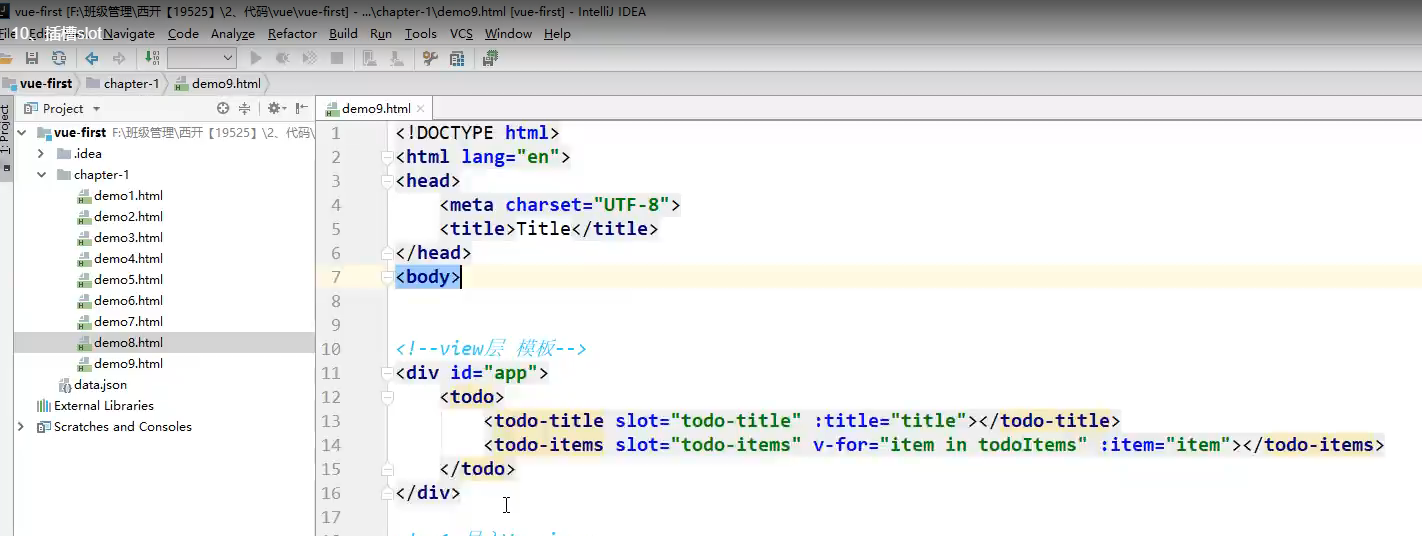 vue-first [F:\班级管理\西开【19525】\2、代码\vue\vue-first] - ...\chapter-1\demo9.html [vue-first] - IntelliJ IDEA
10、插槽slot
File Edit Navigate Code Analyze Refactor Build Run Tools VCS Window Help
vue-first chapter-1 demo9.html
Project
demo9.html
1: Project
vue-first F:\班级管理\西开【19525】\2、代码\
.idea
chapter-1
demo1.html
demo2.html
demo3.html
demo4.html
demo5.html
demo6.html
demo7.html
demo8.html
demo9.html
data.json
External Libraries
Scratches and Consoles
1 <!DOCTYPE html>
2 <html lang="en">
3 <head>
4 <meta charset="UTF-8">
5 <title>Title</title>
6 </head>
7 <body>
8
9
10 <!--view层 模板-->
11 <div id="app">
12 <todo>
13 <todo-title slot="todo-title" :title="title"></todo-title>
14 <todo-items slot="todo-items" v-for="item in todoItems" :item="item"></todo-items>
15 </todo>
16 </div>
17